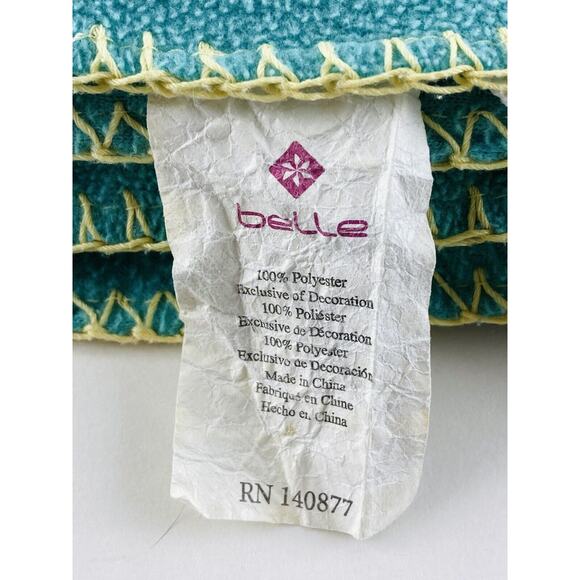 belle
100% Polyester
Exclusive of Decoration
100% Poliéster
Exclusive de Décoration
100% Polyester
Exclusivo de Decoración
Made in China
Fabriqué en Chine
Hecho en China
RN 140877